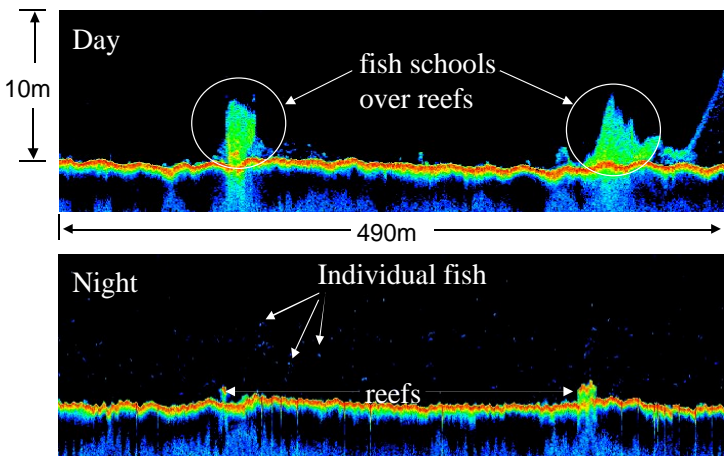 Day
10m
fish schools
over reefs
490m
Night
Individual fish
reefs